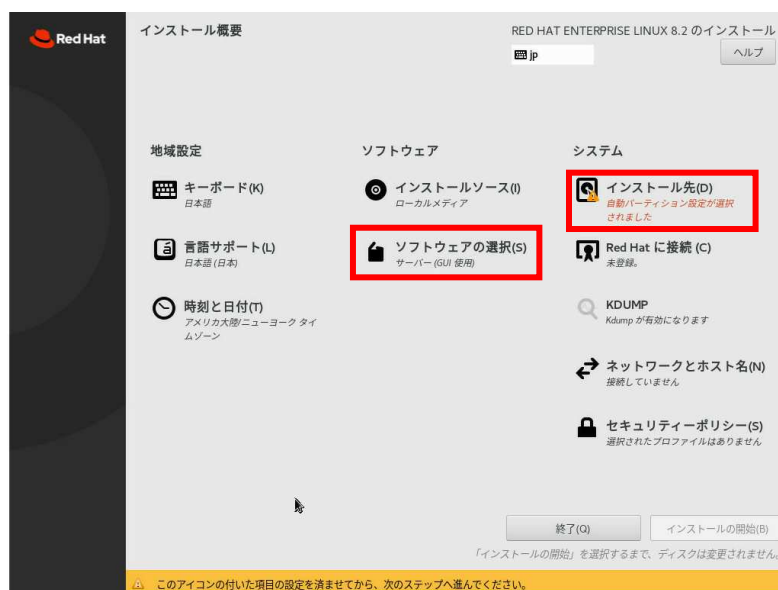 Red Hat
インストール概要
RED HAT ENTERPRISE LINUX 8.2 のインストール
jp
ヘルプ
地域設定
キーボード(K)
日本語
á 言語サポート(L)
日本語 (日本)
時刻と日付(T)
アメリカ大陸/ニューヨーク タイ
ムゾーン
ソフトウェア
インストールソース(I)
ローカルメディア
ソフトウェアの選択(S)
サーバー (GUI 使用)
システム
インストール先(D)
自動パーティション設定が選択
されました
Red Hat に接続 (C)
未登録。
KDUMP
Kdump が有効になります
ネットワークとホスト名(N)
接続していません
セキュリティーポリシー(S)
選択されたプロファイルはありません
終了(Q)
インストールの開始(B)
「インストールの開始」を選択するまで、ディスクは変更されません。
このアイコンの付いた項目の設定を済ませてから、次のステップへ進んでください。